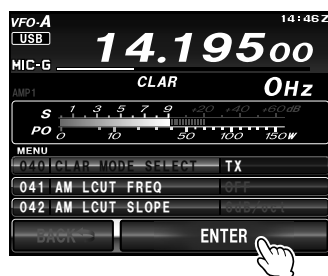 VFO-A 14:46Z
USB 14.19500
MIC-G
CLAR 0Hz
AMP1
S 1 3 5 7 9 +20 +40 +60dB
PO 0 10 50 100 150W
MENU
040 CLAR MODE SELECT TX
041 AM LCUT FREQ OFF
042 AM LCUT SLOPE
BACK ENTER